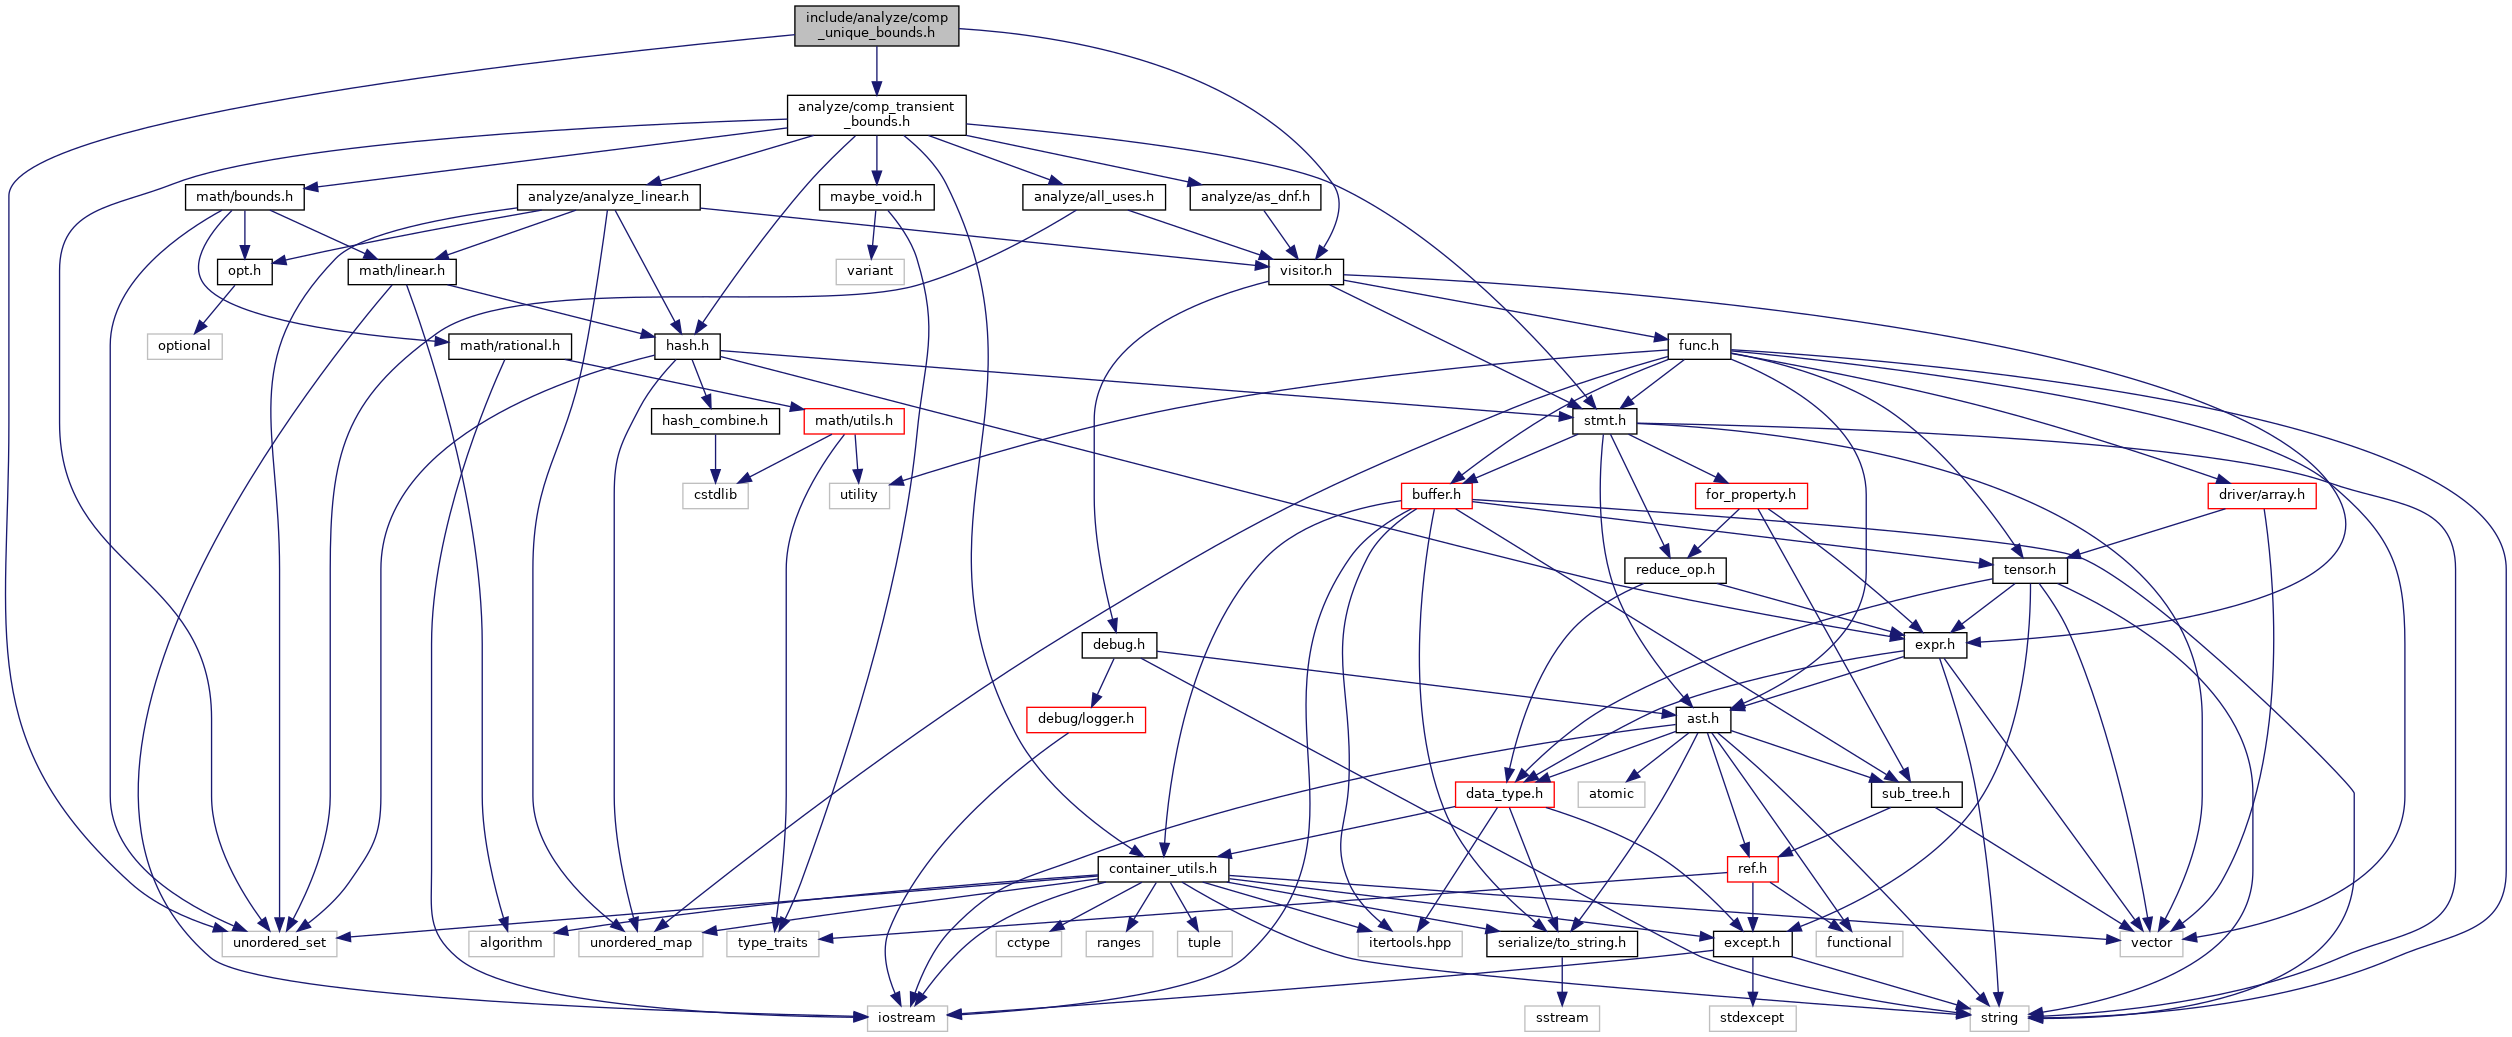 include/analyze/comp
_unique_bounds.h
analyze/comp_transient
_bounds.h
math/bounds.h
analyze/analyze_linear.h
maybe_void.h
analyze/all_uses.h
analyze/as_dnf.h
opt.h
math/linear.h
variant
visitor.h
optional
math/rational.h
hash.h
func.h
hash_combine.h
math/utils.h
stmt.h
cstdlib
utility
buffer.h
for_property.h
driver/array.h
reduce_op.h
tensor.h
debug.h
expr.h
debug/logger.h
ast.h
data_type.h
atomic
sub_tree.h
container_utils.h
ref.h
unordered_set
algorithm
unordered_map
type_traits
cctype
ranges
tuple
itertools.hpp
serialize/to_string.h
except.h
functional
vector
iostream
sstream
stdexcept
string